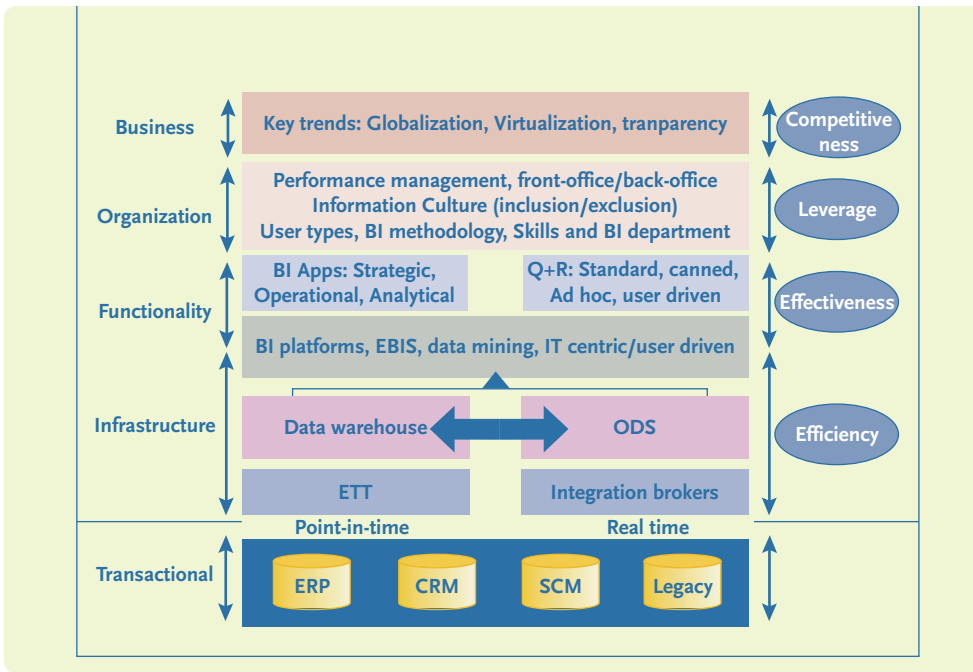 Business
Key trends: Globalization, Virtualization, tranparency
Competitive
ness
Organization
Performance management, front-office/back-office
Information Culture (inclusion/exclusion)
User types, BI methodology, Skills and BI department
Leverage
Functionality
BI Apps: Strategic,
Operational, Analytical
Q+R: Standard, canned,
Ad hoc, user driven
Effectiveness
BI platforms, EBIS, data mining, IT centric/user driven
Infrastructure
Data warehouse
ODS
Efficiency
ETT
Integration brokers
Point-in-time
Real time
Transactional
ERP
CRM
SCM
Legacy